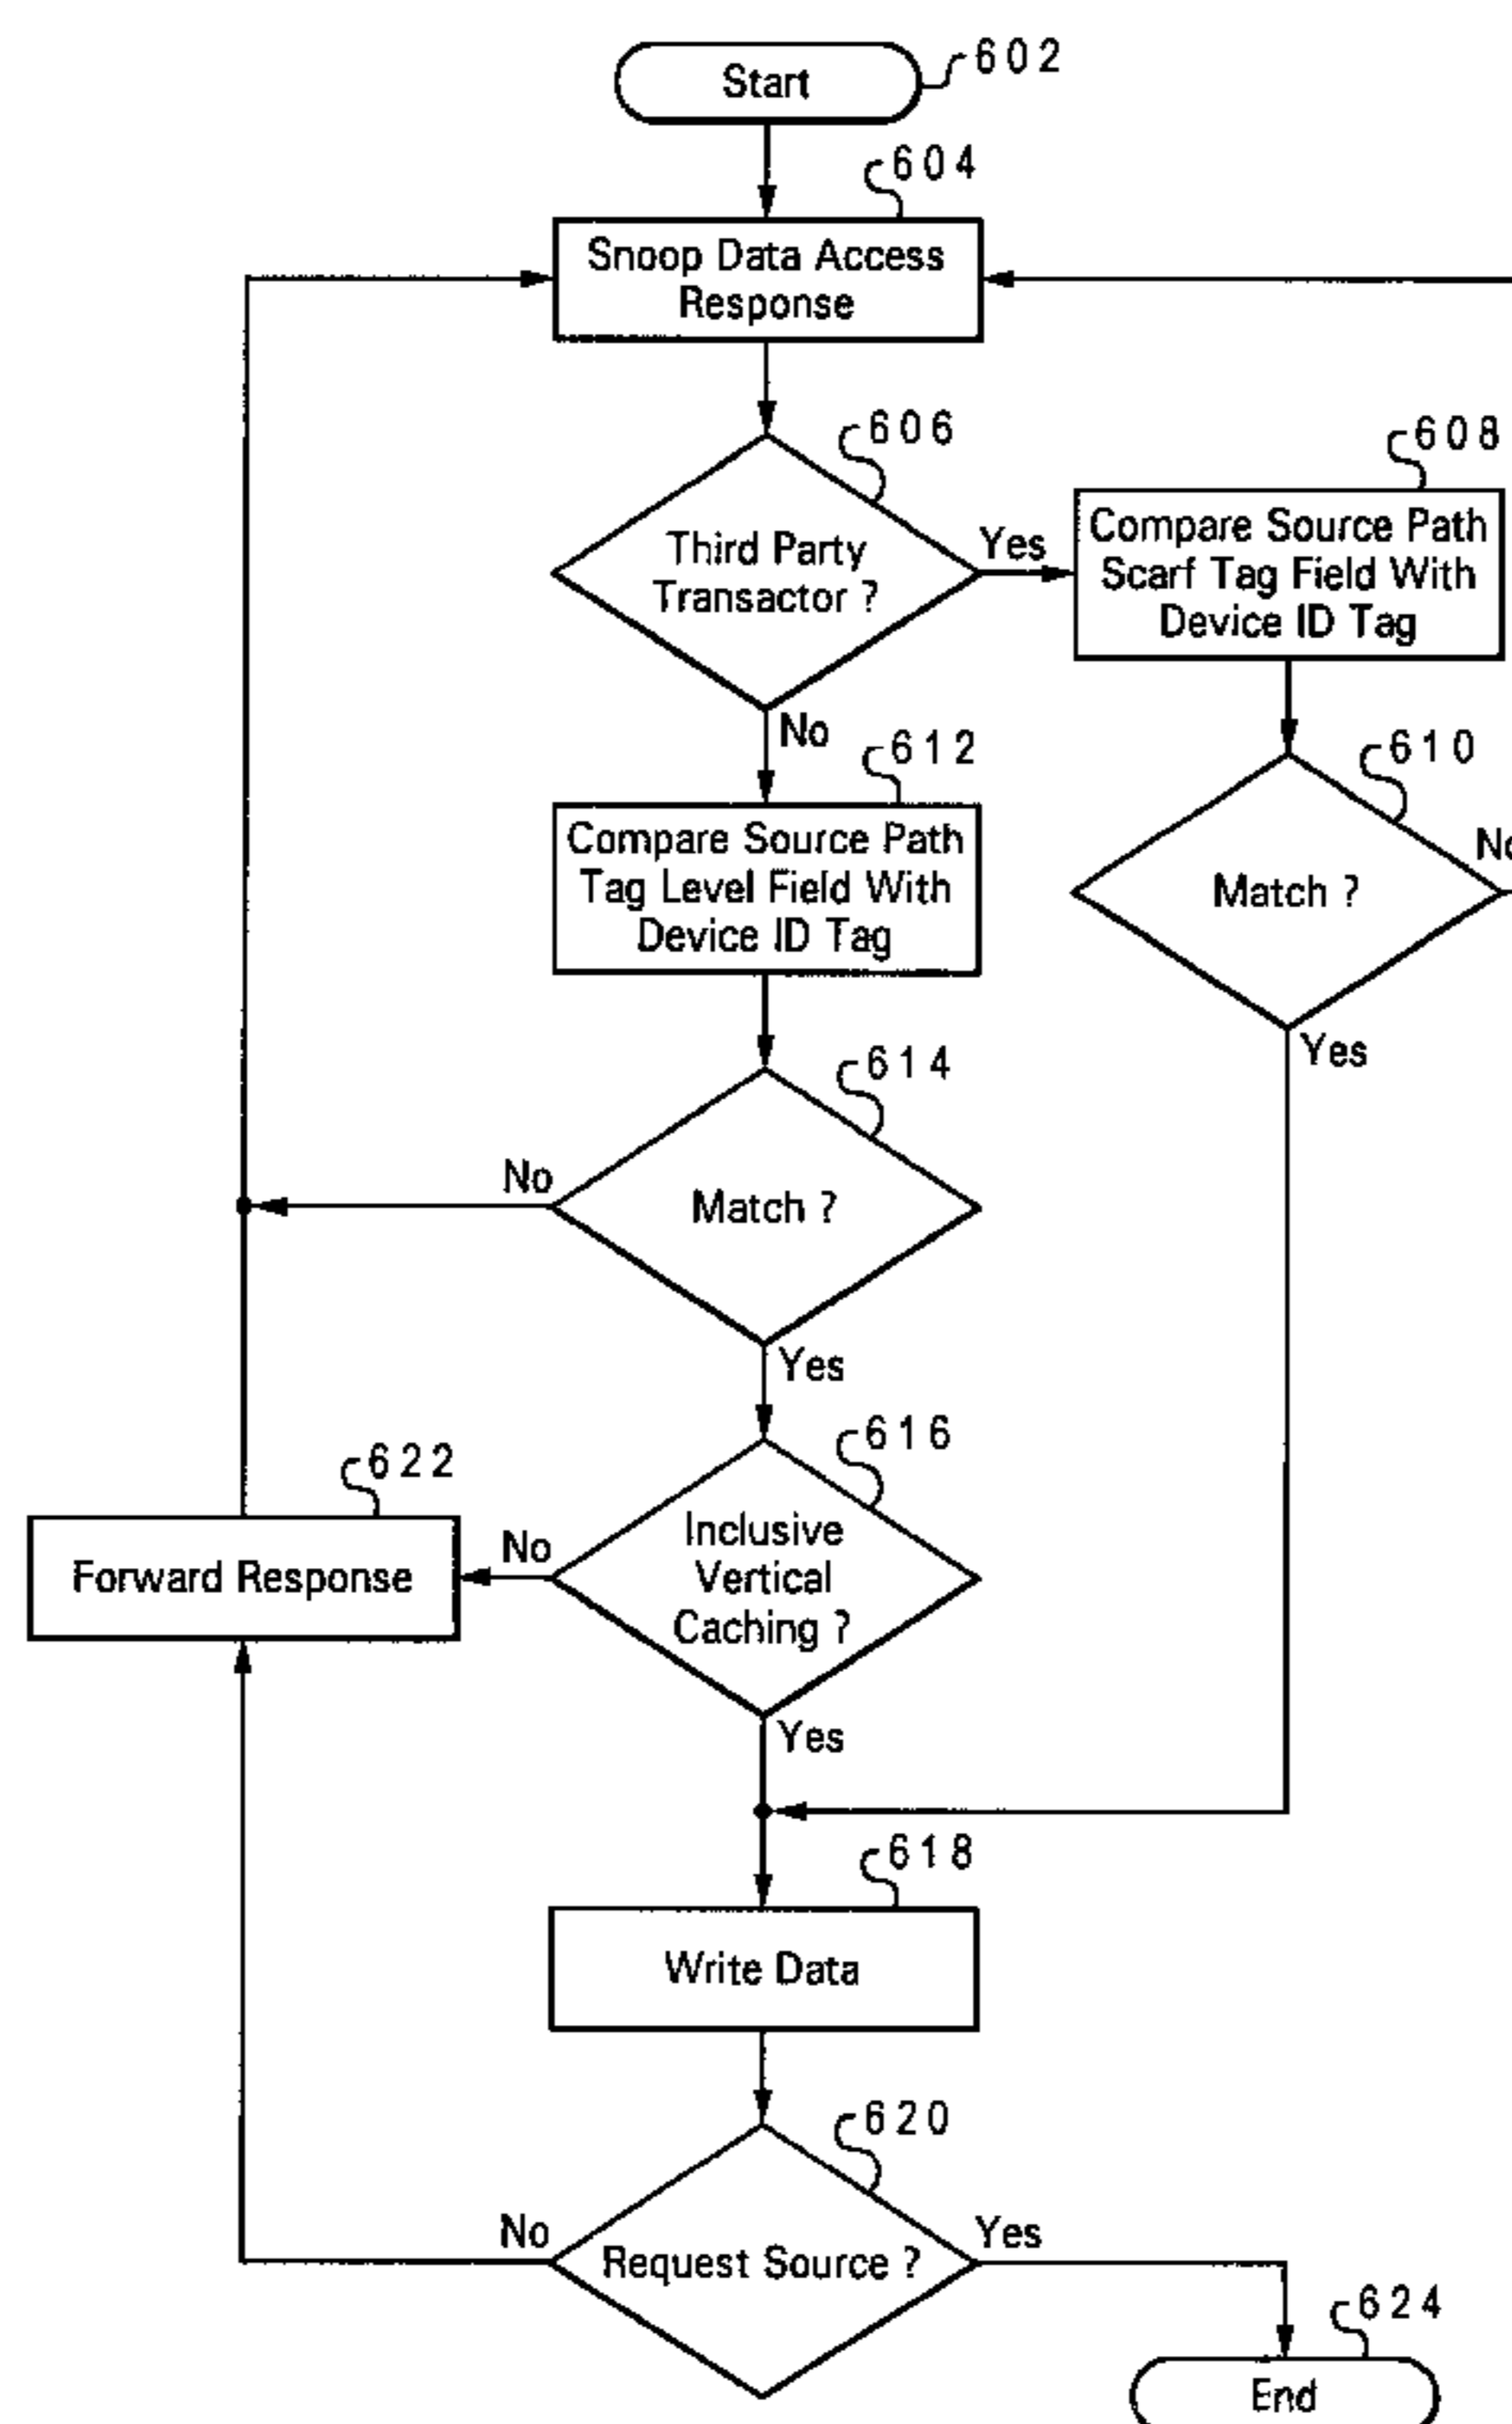 Start
602
604
Snoop Data Access
Response
606
Third Party
Transactor ?
Yes
608
Compare Source Path
Scarf Tag Field With
Device ID Tag
No
612
Compare Source Path
Tag Level Field With
Device ID Tag
610
Match ?
No
Yes
614
Match ?
No
Yes
616
Inclusive
Vertical
Caching ?
No
622
Forward Response
Yes
618
Write Data
620
Request Source ?
No
Yes
624
End